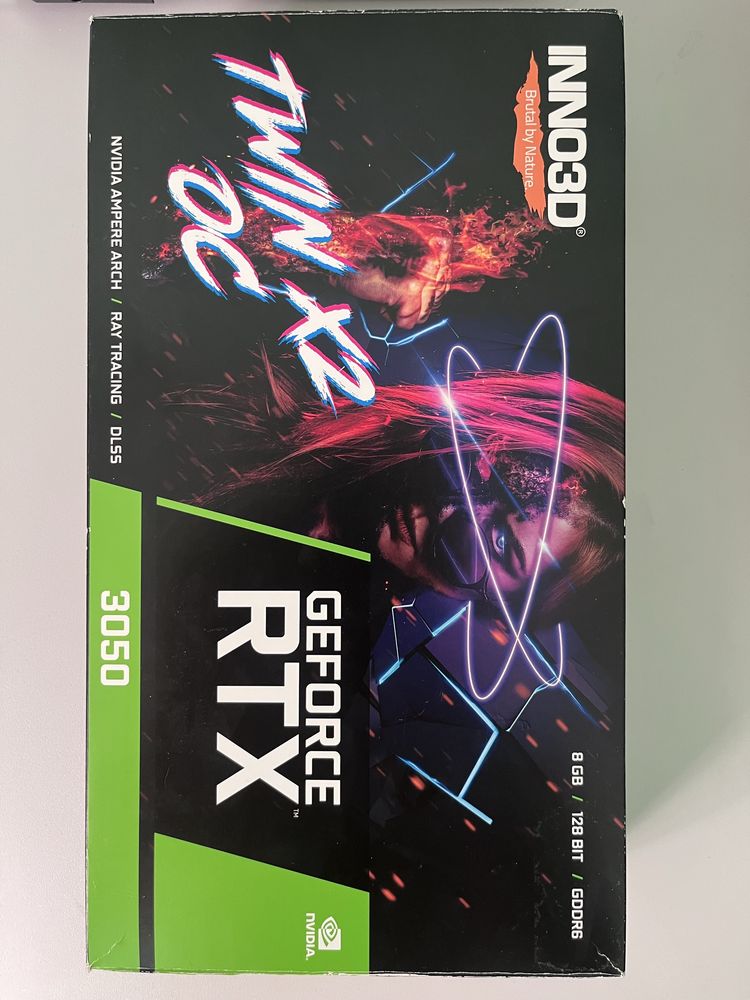 INNO3D®
Brutal by Nature
8 GB / 128 BIT / GDDR6
TWIN X2
OC
GEFORCE
RTX™
NVIDIA.
NVIDIA AMPERE ARCH / RAY TRACING / DLSS
3050